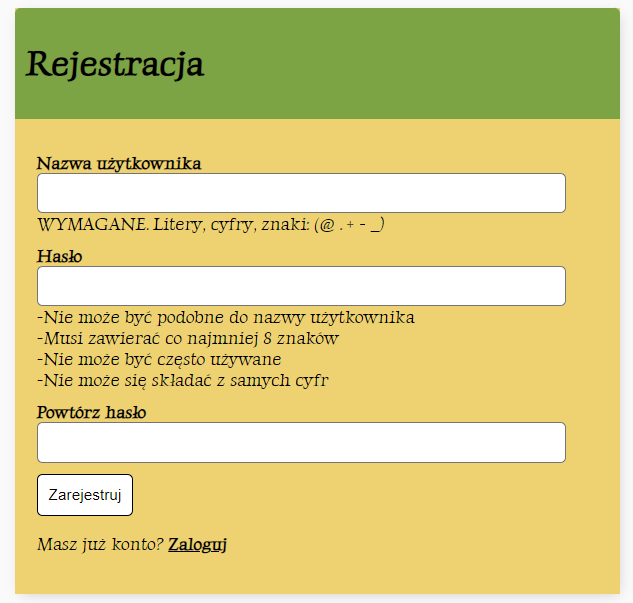 Rejestracja
Nazwa użytkownika
WYMAGANE. Litery, cyfry, znaki: (@ . + - _)
Hasło
-Nie może być podobne do nazwy użytkownika
-Musi zawierać co najmniej 8 znaków
-Nie może być często używane
-Nie może się składać z samych cyfr
Powtórz hasło
Zarejestruj
Masz już konto? Zaloguj